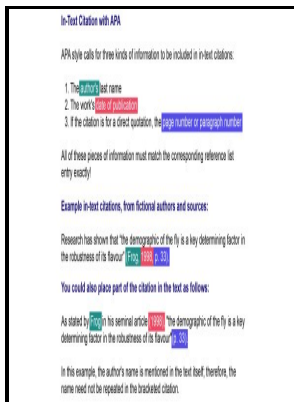 In-Text Citation with APA
APA style calls for three kinds of information to be included in in-text citations:
1. The author's last name
2. The work's date of publication
3. If the citation is for a direct quotation, the page number or paragraph number
All of these pieces of information must match the corresponding reference list
entry exactly!
Example in-text citations, from fictional authors and sources:
Research has shown that "the demographic of the fly is a key determining factor in
the robustness of its flavour" (Frog, 1998, p. 33).
You could also place part of the citation in the text as follows:
As stated by Frog in his seminal article (1998), "the demographic of the fly is a key
determining factor in the robustness of its flavour" (p. 33).
In this example, the author's name is mentioned in the text itself; therefore, the
name need not be repeated in the bracketed citation.